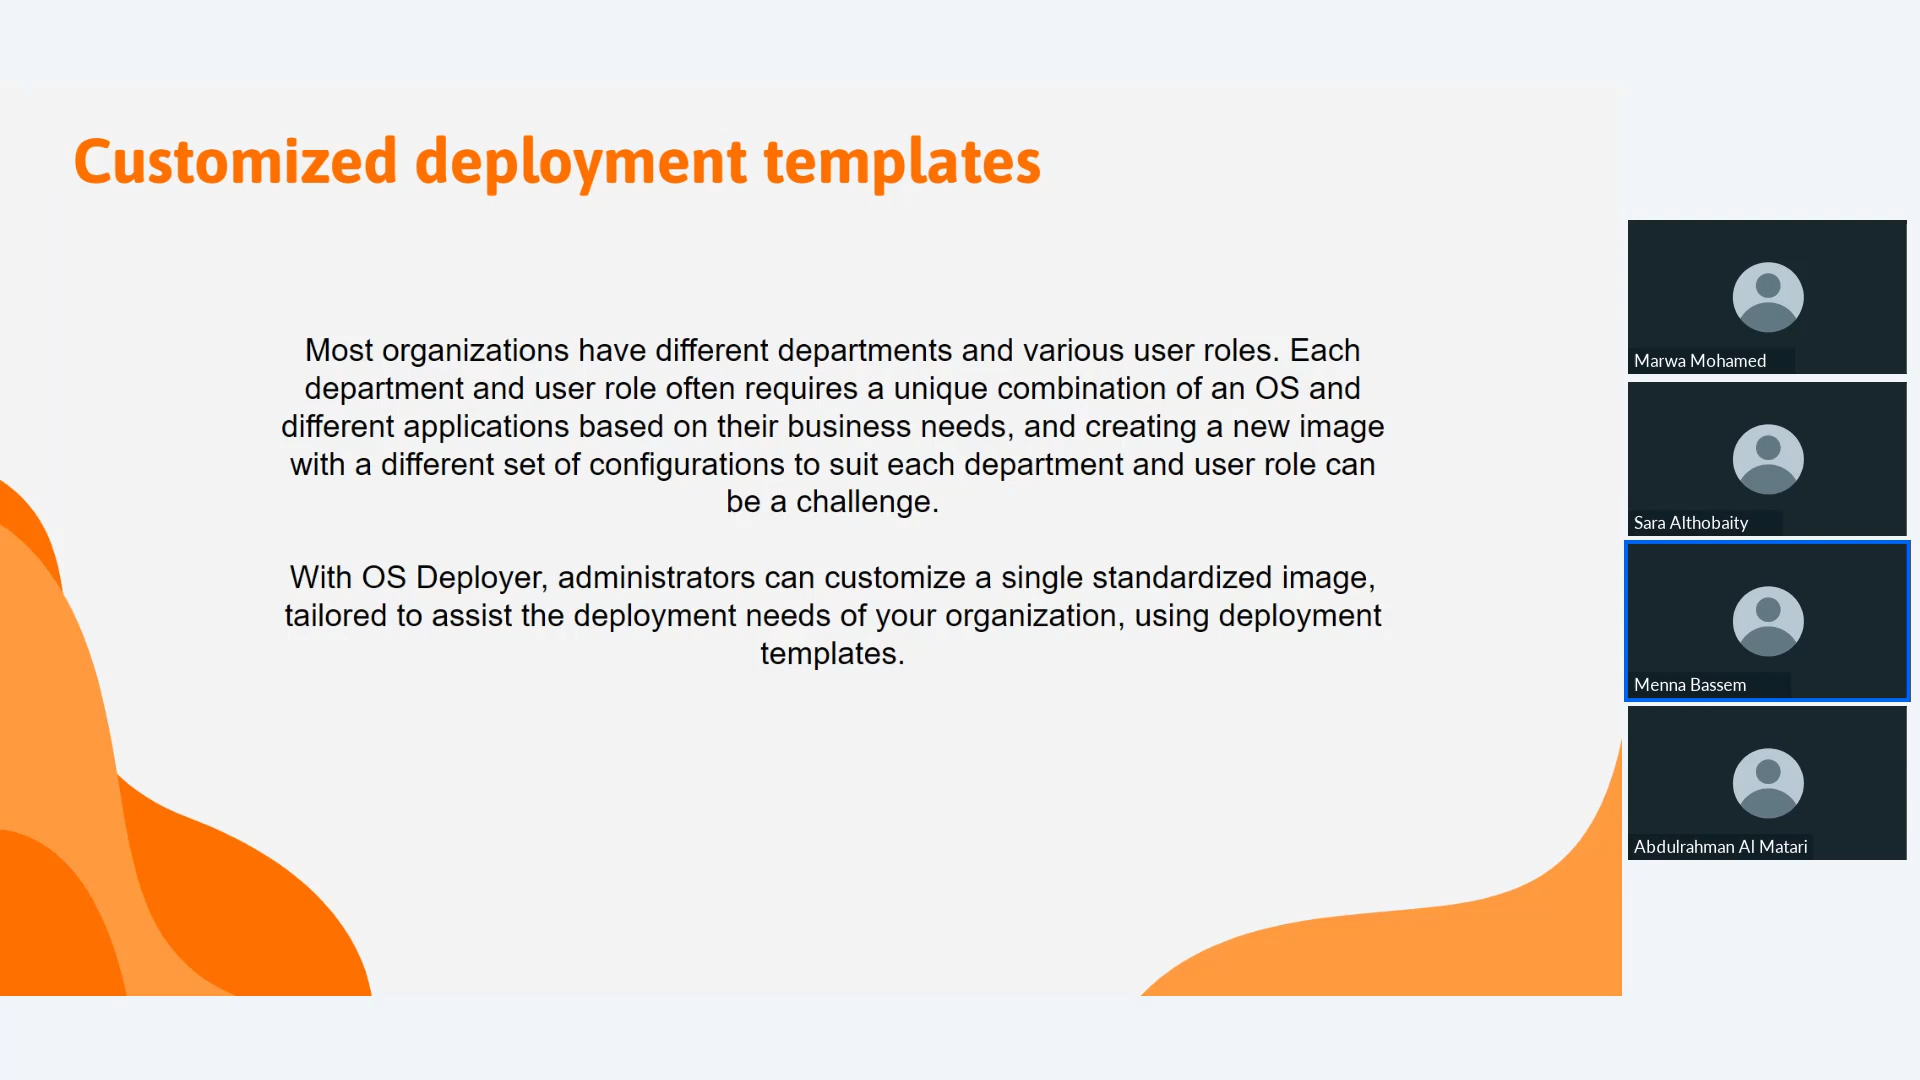 Customized deployment templates
Most organizations have different departments and various user roles. Each
department and user role often requires a unique combination of an OS and
different applications based on their business needs, and creating a new image
with a different set of configurations to suit each department and user role can
be a challenge.
With OS Deployer, administrators can customize a single standardized image,
tailored to assist the deployment needs of your organization, using deployment
templates.
Marwa Mohamed
Sara Althobaity
Menna Bassem
Abdulrahman Al Matari